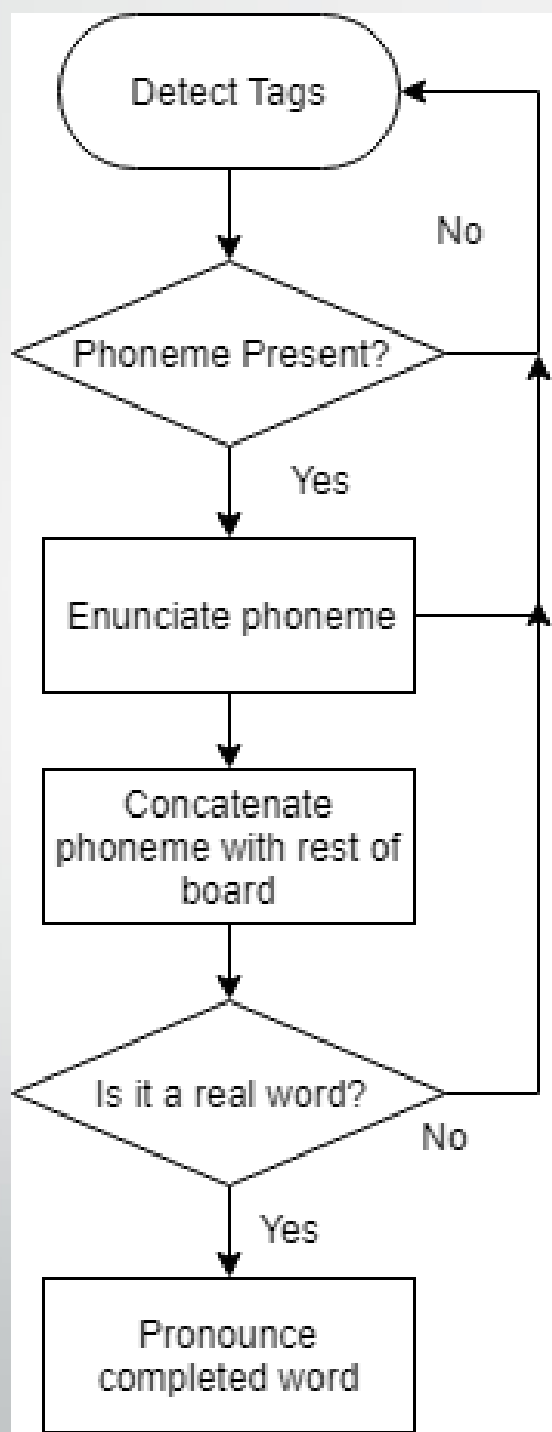 Detect Tags
No
Phoneme Present?
Yes
Enunciate phoneme
Concatenate
phoneme with rest of
board
Is it a real word?
No
Yes
Pronounce
completed word